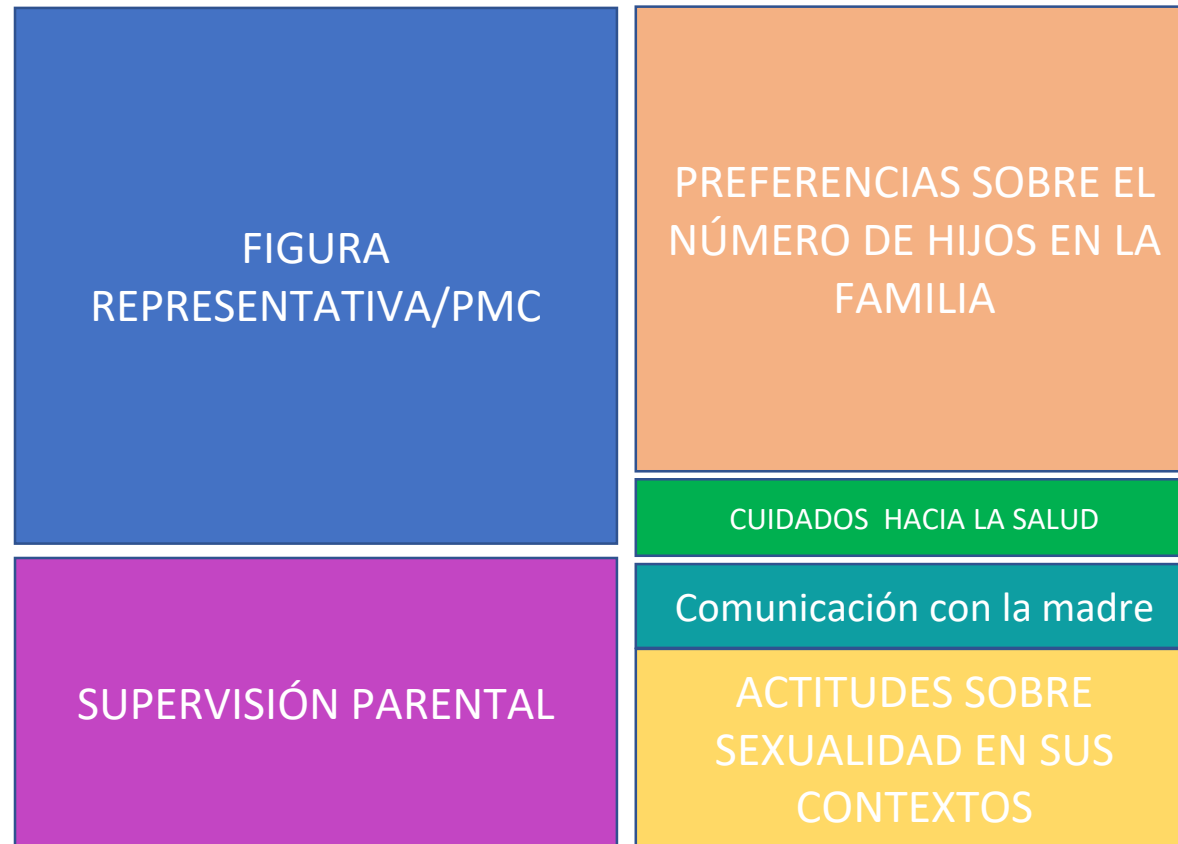 FIGURA
REPRESENTATIVA/PMC
SUPERVISIÓN PARENTAL
PREFERENCIAS SOBRE EL
NÚMERO DE HIJOS EN LA
FAMILIA
CUIDADOS  HACIA LA SALUD
Comunicación con la madre
ACTITUDES SOBRE
SEXUALIDAD EN SUS
CONTEXTOS